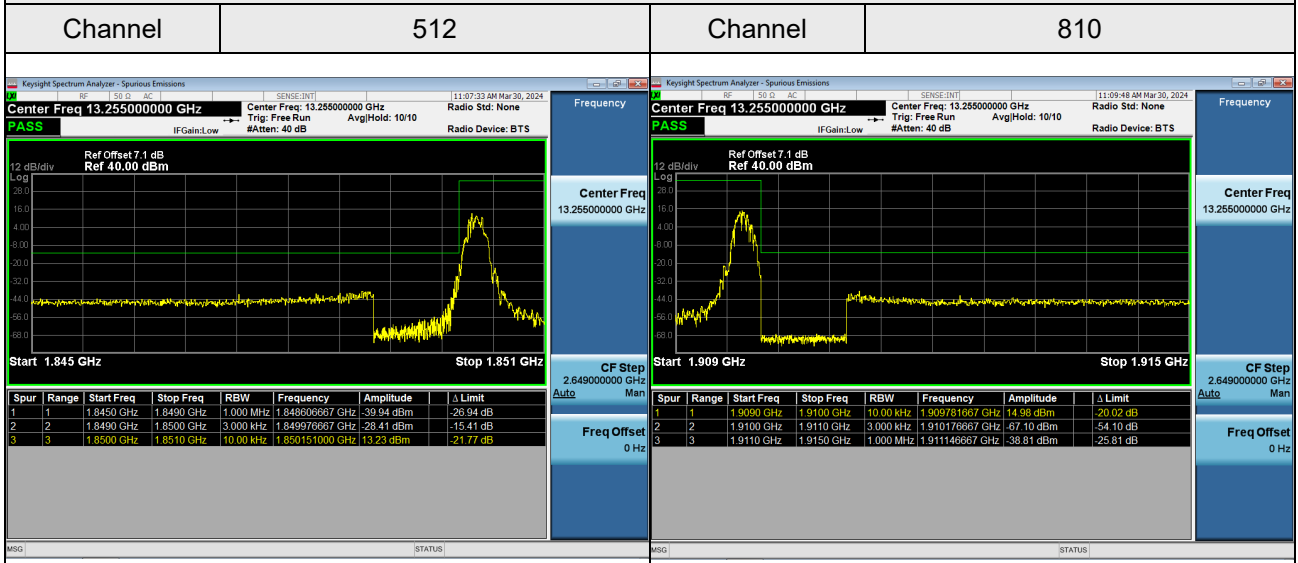 Channel 512 Channel 810
Keysight Spectrum Analyzer - Spurious Emissions
RF 50 Ω AC SENSE:INT 11:07:33 AM Mar 30, 2024
Center Freq 13.255000000 GHz
PASS
IFGain:Low
Center Freq: 13.255000000 GHz
Trig: Free Run Avg|Hold: 10/10
#Atten: 40 dB
Radio Std: None
Radio Device: BTS
Frequency
Ref Offset 7.1 dB
12 dB/div Ref 40.00 dBm
Log
28.0
16.0
4.00
-8.00
-20.0
-32.0
-44.0
-56.0
-68.0
Start 1.845 GHz Stop 1.851 GHz
Center Freq
13.255000000 GHz
CF Step
2.649000000 GHz
Auto Man
Freq Offset
0 Hz
Spur Range Start Freq Stop Freq RBW Frequency Amplitude Δ Limit
1 1 1.8450 GHz 1.8490 GHz 1.000 MHz 1.848606667 GHz -39.94 dBm -26.94 dB
2 2 1.8490 GHz 1.8500 GHz 3.000 kHz 1.849976667 GHz -28.41 dBm -15.41 dB
3 3 1.8500 GHz 1.8510 GHz 10.00 kHz 1.850151000 GHz 13.23 dBm -21.77 dB
MSG STATUS
Keysight Spectrum Analyzer - Spurious Emissions
RF 50 Ω AC SENSE:INT 11:09:48 AM Mar 30, 2024
Center Freq 13.255000000 GHz
PASS
IFGain:Low
Center Freq: 13.255000000 GHz
Trig: Free Run Avg|Hold: 10/10
#Atten: 40 dB
Radio Std: None
Radio Device: BTS
Frequency
Ref Offset 7.1 dB
12 dB/div Ref 40.00 dBm
Log
28.0
16.0
4.00
-8.00
-20.0
-32.0
-44.0
-56.0
-68.0
Start 1.909 GHz Stop 1.915 GHz
Center Freq
13.255000000 GHz
CF Step
2.649000000 GHz
Auto Man
Freq Offset
0 Hz
Spur Range Start Freq Stop Freq RBW Frequency Amplitude Δ Limit
1 1 1.9090 GHz 1.9100 GHz 10.00 kHz 1.909781667 GHz 14.98 dBm -20.02 dB
2 2 1.9100 GHz 1.9110 GHz 3.000 kHz 1.910176667 GHz -67.10 dBm -54.10 dB
3 3 1.9110 GHz 1.9150 GHz 1.000 MHz 1.911146667 GHz -38.81 dBm -25.81 dB
MSG STATUS